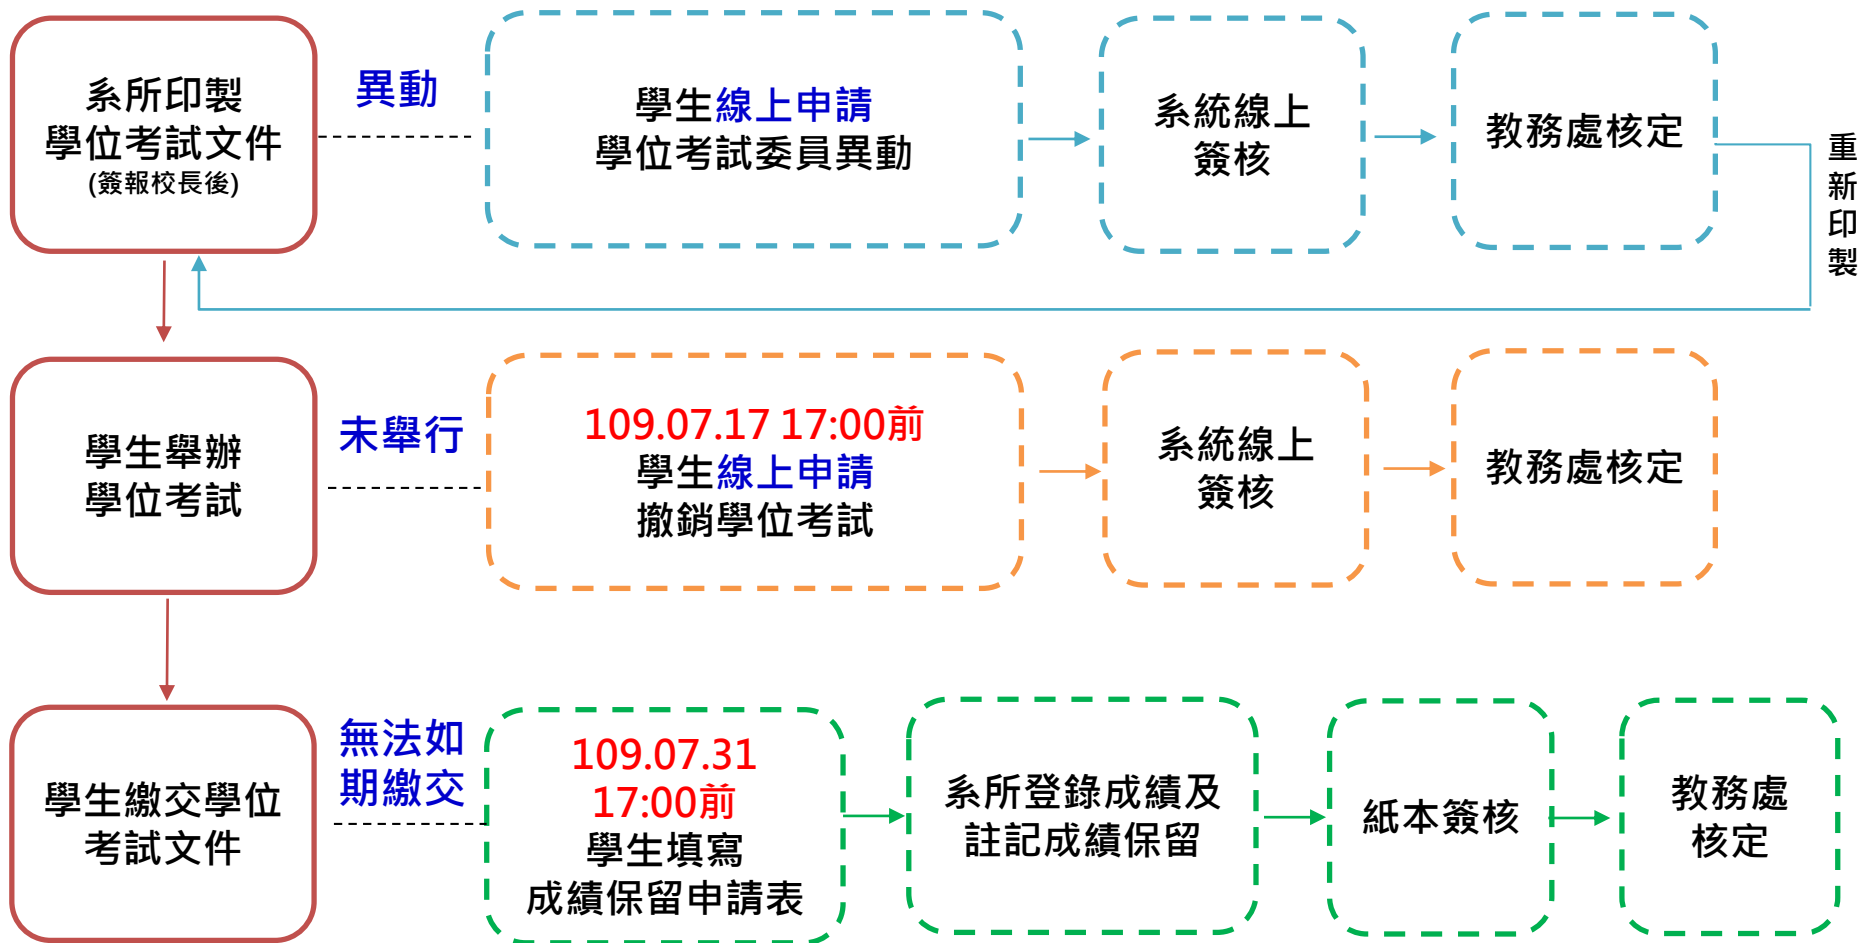 系所印製
學位考試文件
(簽報校長後)
異動
學生線上申請
學位考試委員異動
系統線上
簽核
教務處核定
重新印製
學生舉辦
學位考試
未舉行
109.07.17 17:00前
學生線上申請
撤銷學位考試
系統線上
簽核
教務處核定
學生繳交學位
考試文件
無法如
期繳交
109.07.31
17:00前
學生填寫
成績保留申請表
系所登錄成績及
註記成績保留
紙本簽核
教務處
核定